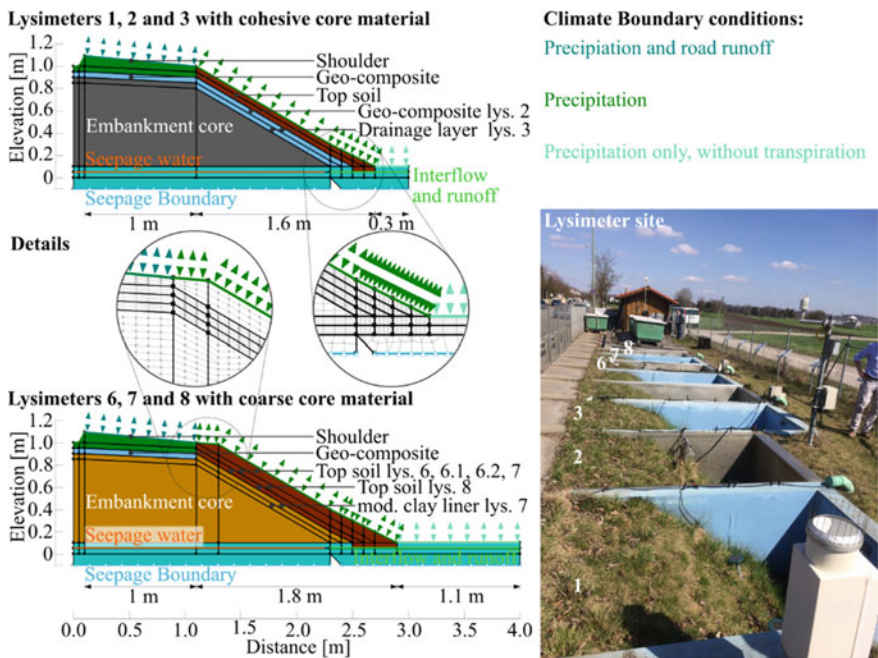 Lysimeters 1, 2 and 3 with cohesive core material
1.2
1.0
0.8
0.6
0.4
0.2
0
Elevation [m]
Shoulder
Geo-composite
Top soil
Geo-composite lys. 2
Drainage layer lys. 3
Embankment core
Seepage water
Seepage Boundary
Interflow
and runoff
1 m
1.6 m
0.3 m
Details
Lysimeters 6, 7 and 8 with coarse core material
1.2
1.0
0.8
0.6
0.4
0.2
0
Elevation [m]
Shoulder
Geo-composite
Top soil lys. 6, 6.1, 6.2, 7
Top soil lys. 8
mod. clay liner lys. 7
Embankment core
Seepage water
Interflow and runoff
Seepage Boundary
1 m
1.8 m
1.1 m
0.0 0.5 1.0 1.5 2.0 2.5 3.0 3.5 4.0
Distance [m]
Climate Boundary conditions:
Precipiation and road runoff
Precipitation
Precipitation only, without transpiration
Lysimeter site
8
7
6
3
2
1